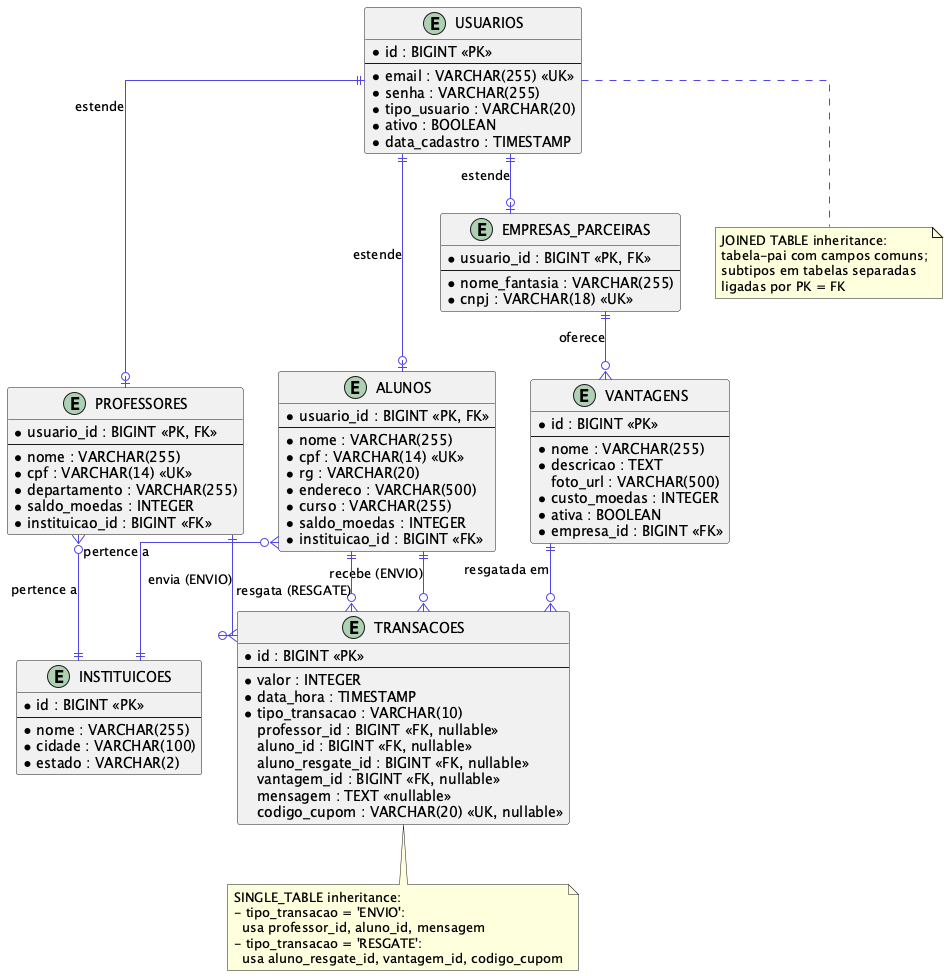 E USUARIOS
id : BIGINT «PK»
email : VARCHAR(255) «UK»
senha : VARCHAR(255)
tipo_usuario : VARCHAR(20)
ativo : BOOLEAN
data_cadastro : TIMESTAMP
estende
estende
estende
E EMPRESAS_PARCEIRAS
usuario_id : BIGINT «PK, FK»
nome_fantasia : VARCHAR(255)
cnpj : VARCHAR(18) «UK»
JOINED TABLE inheritance:
tabela-pai com campos comuns;
subtipos em tabelas separadas
ligadas por PK = FK
oferece
E PROFESSORES
usuario_id : BIGINT «PK, FK»
nome : VARCHAR(255)
cpf : VARCHAR(14) «UK»
departamento : VARCHAR(255)
saldo_moedas : INTEGER
instituicao_id : BIGINT «FK»
E ALUNOS
usuario_id : BIGINT «PK, FK»
nome : VARCHAR(255)
cpf : VARCHAR(14) «UK»
rg : VARCHAR(20)
endereco : VARCHAR(500)
curso : VARCHAR(255)
saldo_moedas : INTEGER
instituicao_id : BIGINT «FK»
E VANTAGENS
id : BIGINT «PK»
nome : VARCHAR(255)
descricao : TEXT
foto_url : VARCHAR(500)
custo_moedas : INTEGER
ativa : BOOLEAN
empresa_id : BIGINT «FK»
pertence a
pertence a
envia (ENVIO)
resgata (RESGATE)
recebe (ENVIO)
resgatada em
E INSTITUICOES
id : BIGINT «PK»
nome : VARCHAR(255)
cidade : VARCHAR(100)
estado : VARCHAR(2)
E TRANSACOES
id : BIGINT «PK»
valor : INTEGER
data_hora : TIMESTAMP
tipo_transacao : VARCHAR(10)
professor_id : BIGINT «FK, nullable»
aluno_id : BIGINT «FK, nullable»
aluno_resgate_id : BIGINT «FK, nullable»
vantagem_id : BIGINT «FK, nullable»
mensagem : TEXT «nullable»
codigo_cupom : VARCHAR(20) «UK, nullable»
SINGLE_TABLE inheritance:
- tipo_transacao = 'ENVIO':
usa professor_id, aluno_id, mensagem
- tipo_transacao = 'RESGATE':
usa aluno_resgate_id, vantagem_id, codigo_cupom